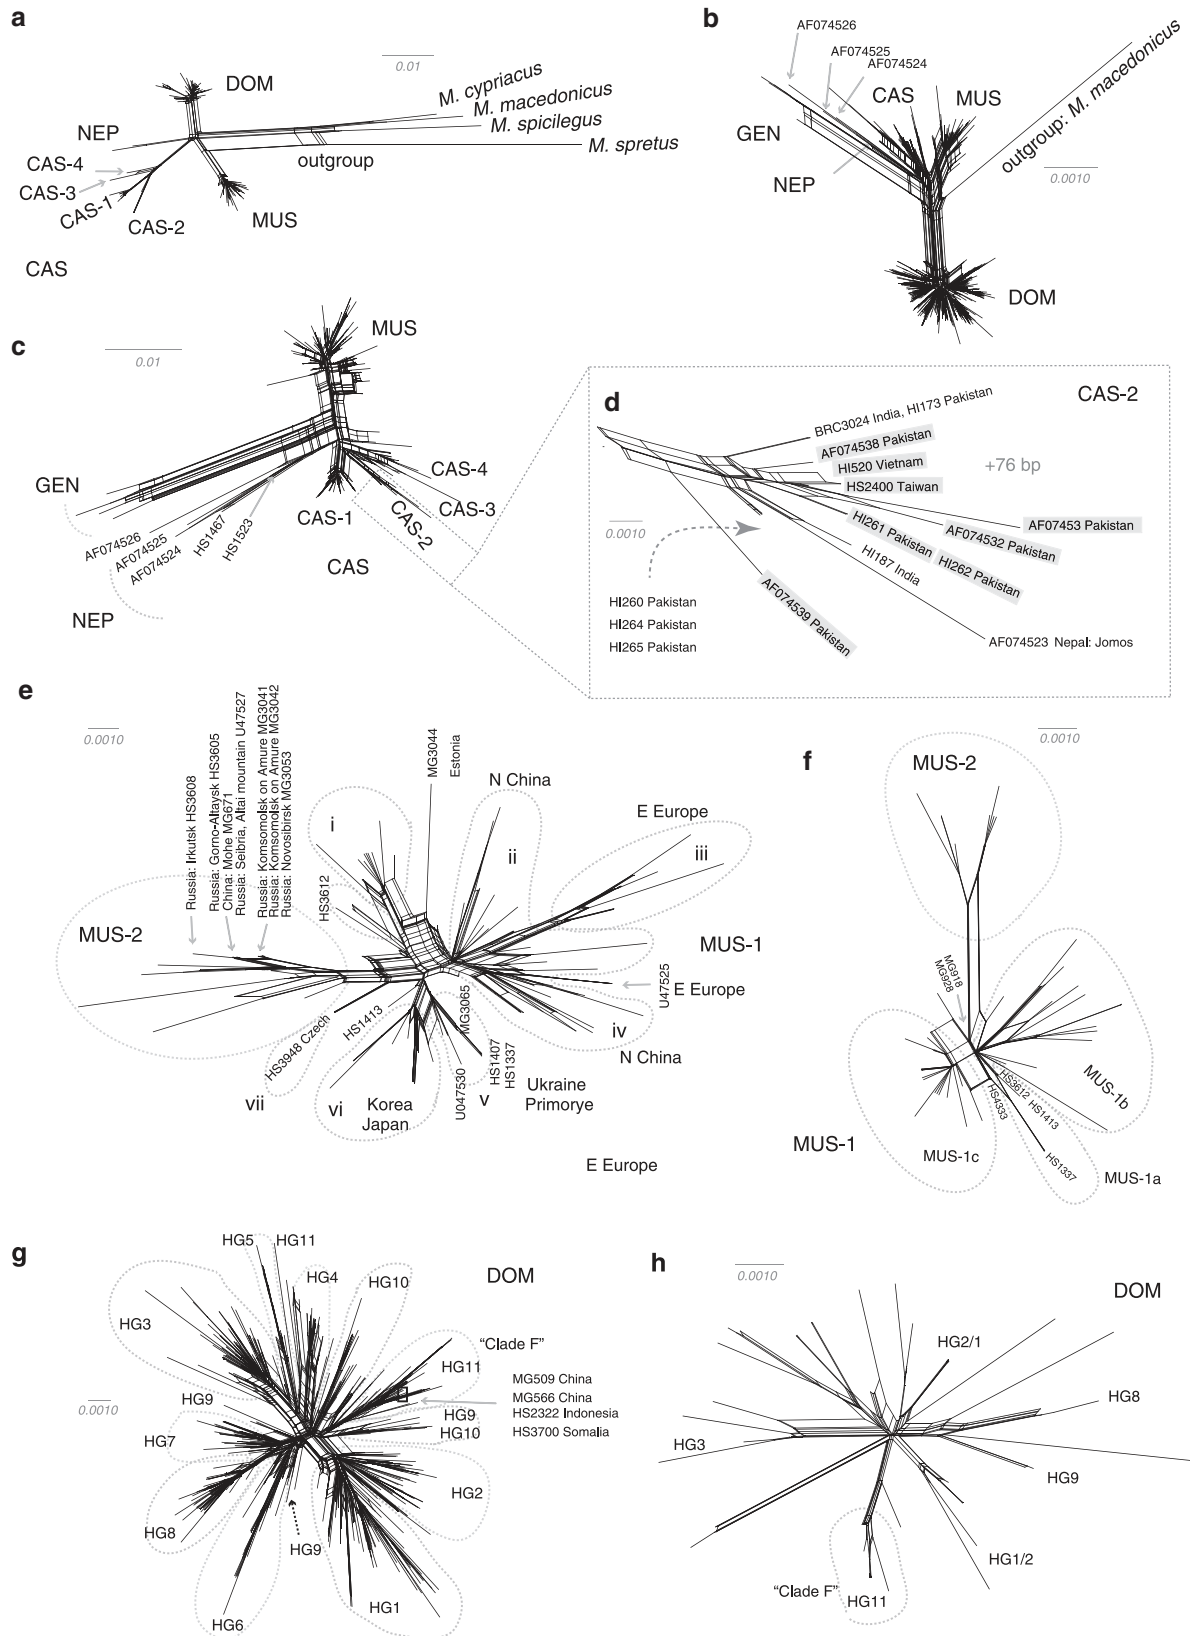 a
DOM
0.01
M. cypriacus
M. macedonicus
M. spicilegus
M. spretus
outgroup
NEP
CAS-4
CAS-3
CAS-1
CAS-2
MUS
CAS
b
AF074526
AF074525
AF074524
CAS
MUS
GEN
NEP
outgroup: M. macedonicus
0.0010
DOM
c
0.01
MUS
GEN
AF074526
AF074525
AF074524
HS1467
HS1523
NEP
CAS-1
CAS-2
CAS-3
CAS-4
CAS
d
CAS-2
BRC3024 India, HI173 Pakistan
AF074538 Pakistan
HI520 Vietnam
HS2400 Taiwan
+76 bp
0.0010
AF07453 Pakistan
AF074532 Pakistan
HI261 Pakistan
HI262 Pakistan
HI187 India
AF074539 Pakistan
HI260 Pakistan
HI264 Pakistan
HI265 Pakistan
AF074523 Nepal: Jomos
e
0.0010
Russia: Irkutsk HS3608
Russia: Gorno-Altaysk HS3605
China: Mohe MG671
Russia: Seibria, Altai mountain U47527
Russia: Komsomolsk on Amure MG3041
Russia: Komsomolsk on Amure MG3042
Russia: Novosibirsk MG3053
MG3044
Estonia
N China
E Europe
i
ii
iii
HS3612
MUS-2
MUS-1
U47525
E Europe
HS3948 Czech
HS1413
MG3065
iv
N China
vii
vi
Korea
Japan
U047530
v
HS1407
HS1337
Ukraine
Primorye
E Europe
f
0.0010
MUS-2
MG918
MG928
HS3612
HS1413
HS4333
HS1337
MUS-1b
MUS-1
MUS-1c
MUS-1a
g
HG5
HG11
HG4
HG10
DOM
HG3
"Clade F"
HG11
MG509 China
MG566 China
HS2322 Indonesia
HS3700 Somalia
0.0010
HG9
HG9
HG10
HG7
HG2
HG8
HG9
HG1
HG6
h
0.0010
DOM
HG2/1
HG8
HG3
HG9
HG1/2
"Clade F"
HG11